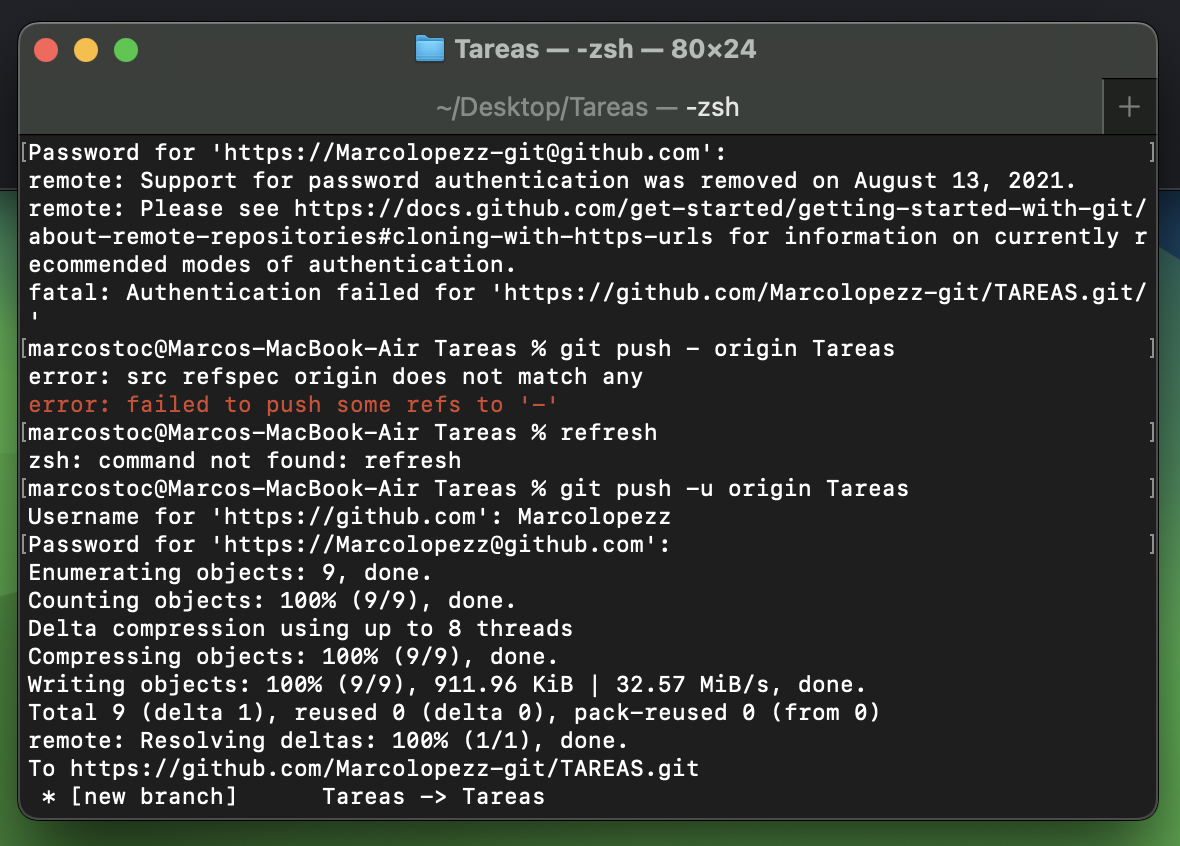 Tareas — -zsh — 80×24
~/Desktop/Tareas — -zsh
+
[Password for 'https://Marcolopezz-git@github.com': ]
remote: Support for password authentication was removed on August 13, 2021.
remote: Please see https://docs.github.com/get-started/getting-started-with-git/
about-remote-repositories#cloning-with-https-urls for information on currently r
ecommended modes of authentication.
fatal: Authentication failed for 'https://github.com/Marcolopezz-git/TAREAS.git/
'
[marcostoc@Marcos-MacBook-Air Tareas % git push - origin Tareas ]
error: src refspec origin does not match any
error: failed to push some refs to '-'
[marcostoc@Marcos-MacBook-Air Tareas % refresh ]
zsh: command not found: refresh
[marcostoc@Marcos-MacBook-Air Tareas % git push -u origin Tareas ]
Username for 'https://github.com': Marcolopezz
[Password for 'https://Marcolopezz@github.com': ]
Enumerating objects: 9, done.
Counting objects: 100% (9/9), done.
Delta compression using up to 8 threads
Compressing objects: 100% (9/9), done.
Writing objects: 100% (9/9), 911.96 KiB | 32.57 MiB/s, done.
Total 9 (delta 1), reused 0 (delta 0), pack-reused 0 (from 0)
remote: Resolving deltas: 100% (1/1), done.
To https://github.com/Marcolopezz-git/TAREAS.git
 * [new branch]      Tareas -> Tareas